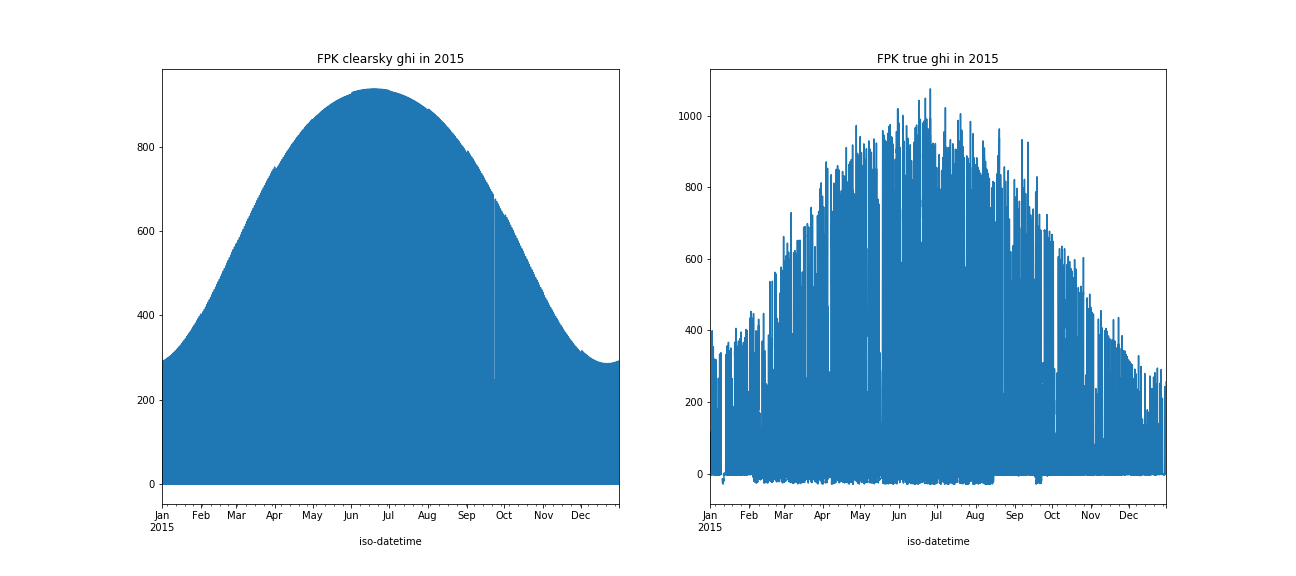 FPK clearsky ghi in 2015
800
600
400
200
0
Jan Feb Mar Apr May Jun Jul Aug Sep Oct Nov Dec
2015
iso-datetime
FPK true ghi in 2015
1000
800
600
400
200
0
Jan Feb Mar Apr May Jun Jul Aug Sep Oct Nov Dec
2015
iso-datetime